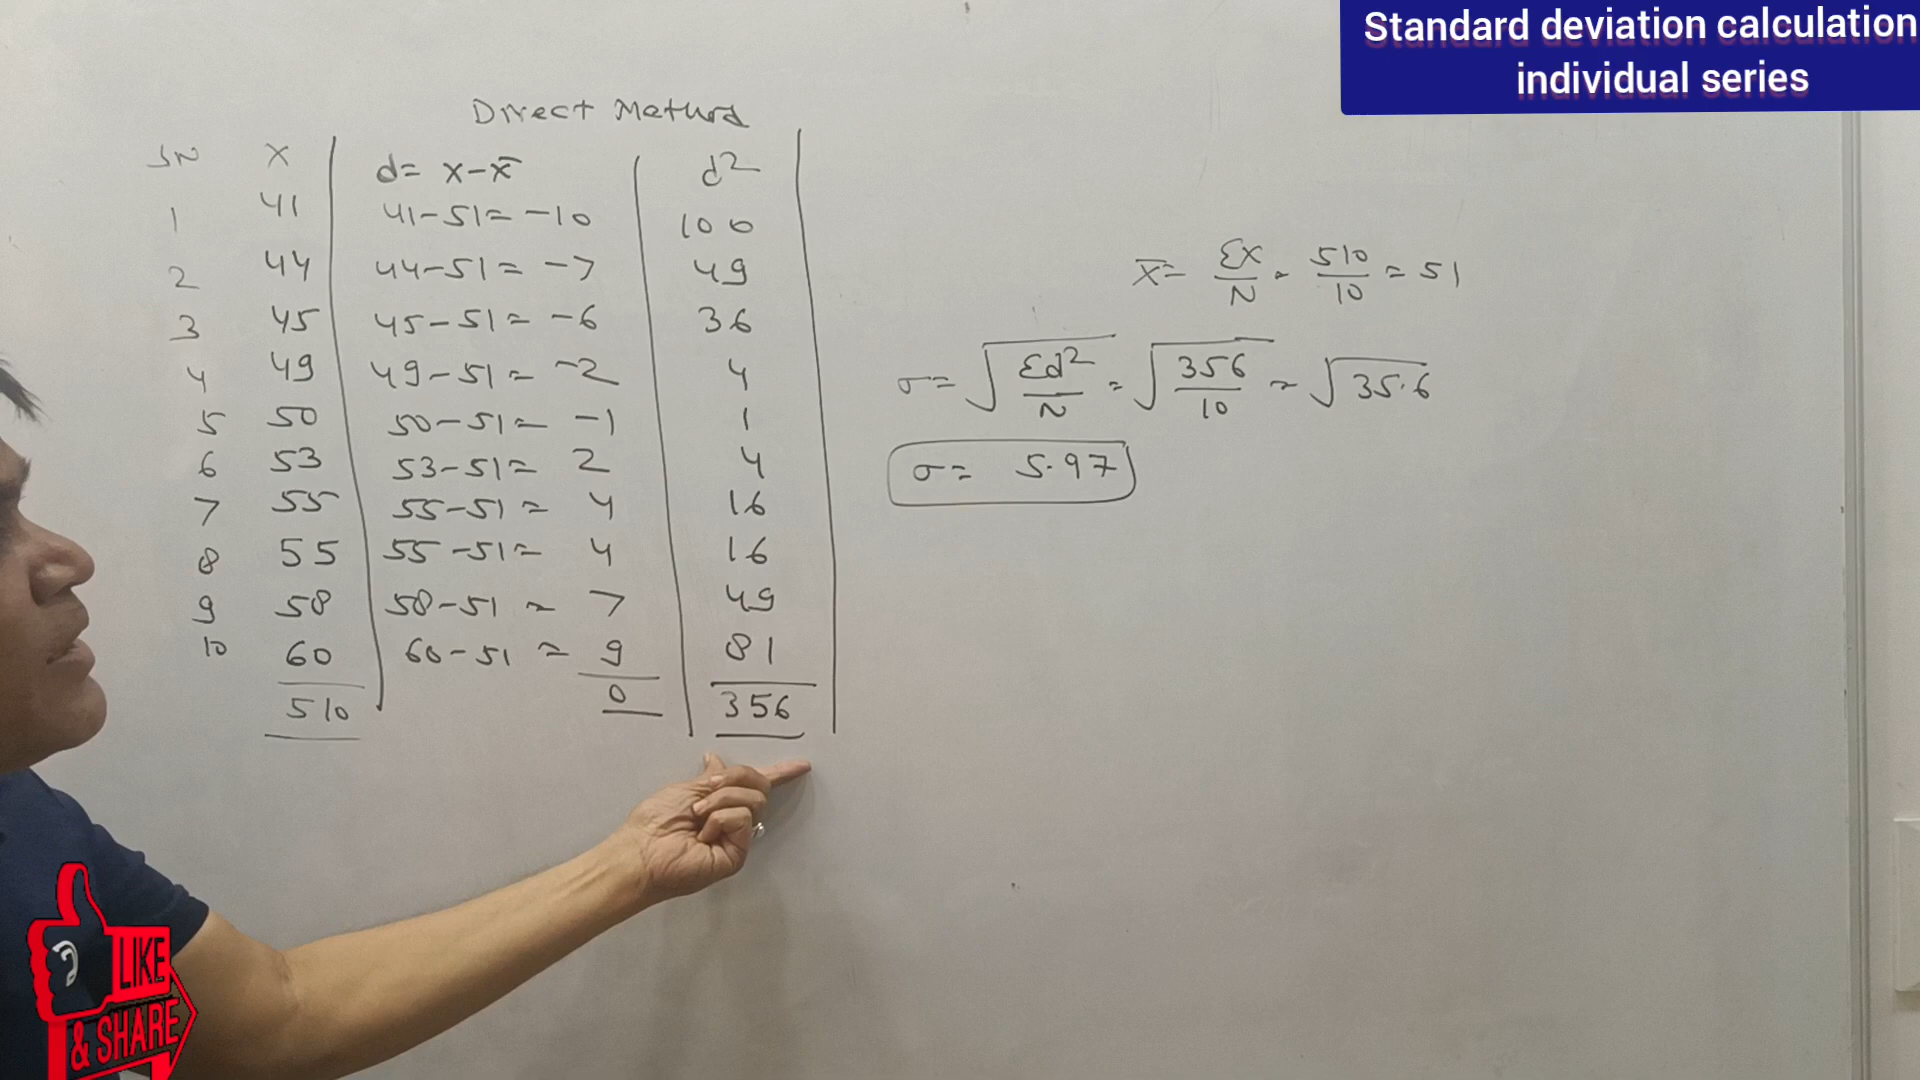 Standard deviation calculation
individual series
Direct Method
SN X d= x-x̄ d²
1 41 41-51= -10 100
2 44 44-51= -7 49
3 45 45-51= -6 36
4 49 49-51= -2 4
5 50 50-51= -1 1
6 53 53-51= 2 4
7 55 55-51= 4 16
8 55 55-51= 4 16
9 58 58-51= 7 49
10 60 60-51= 9 81
510 0 356
x̄= Σx/N = 510/10 = 51
σ= √Σd²/N = √356/10 = √35.6
σ= 5.97
LIKE
& SHARE